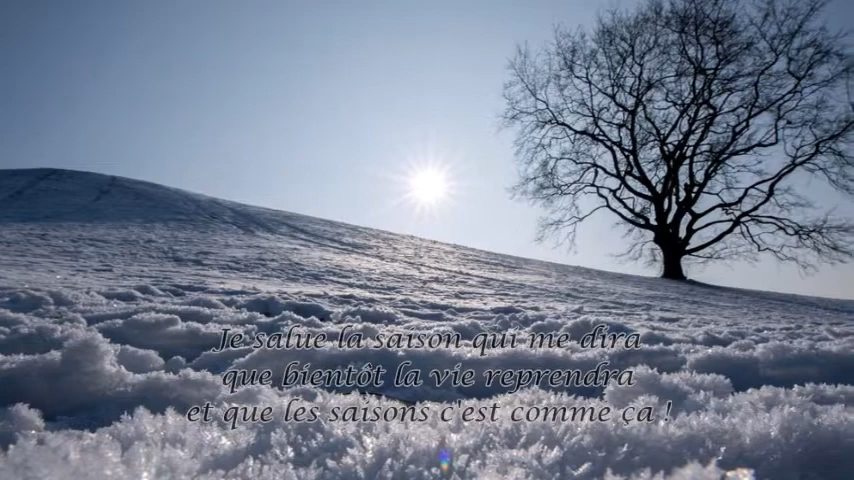 Je salue la saison qui me dira
que bientôt la vie reprendra
et que les saisons c'est comme ça !